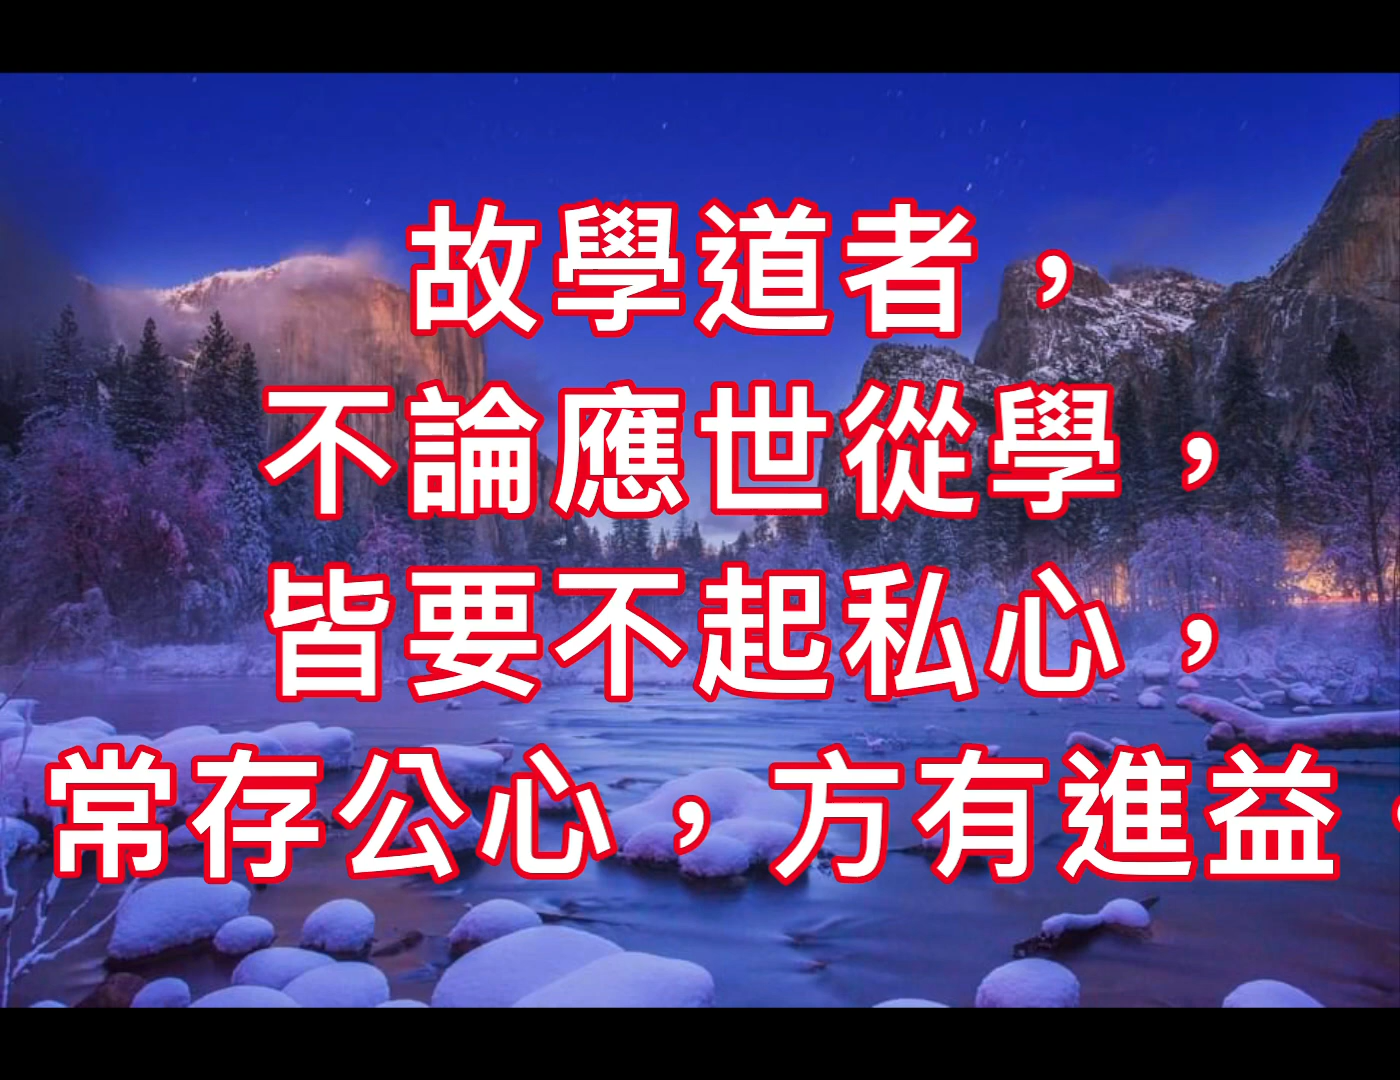 故學道者，
不論應世從學，
皆要不起私心，
常存公心，方有進益。